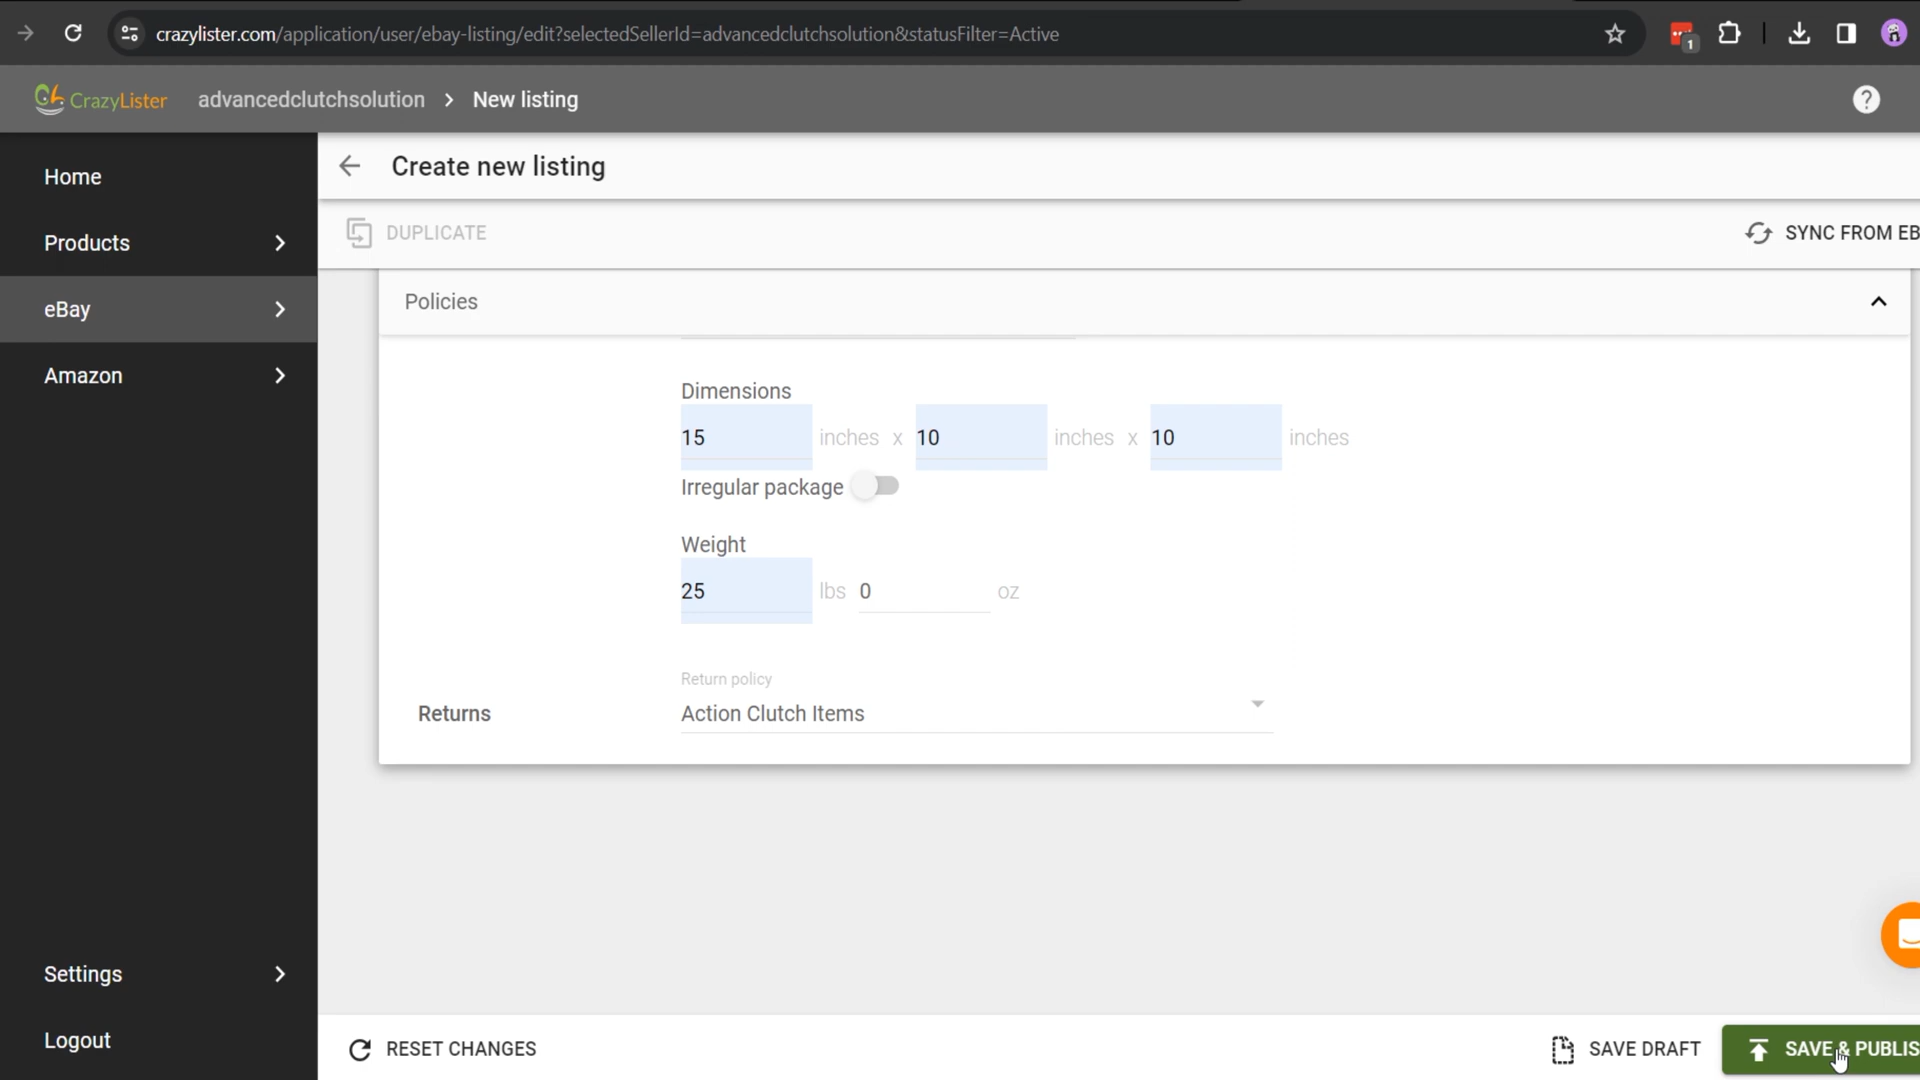 crazylister.com/application/user/ebay-listing/edit?selectedSellerId=advancedclutchsolution&statusFilter=Active
1
CrazyLister advancedclutchsolution > New listing ?
Home
Products
eBay
Amazon
Settings
Logout
Create new listing
DUPLICATE
SYNC FROM EB
Policies
Dimensions
15 inches x 10 inches x 10 inches
Irregular package
Weight
25 lbs 0 oz
Return policy
Returns Action Clutch Items
RESET CHANGES SAVE DRAFT SAVE & PUBLIS